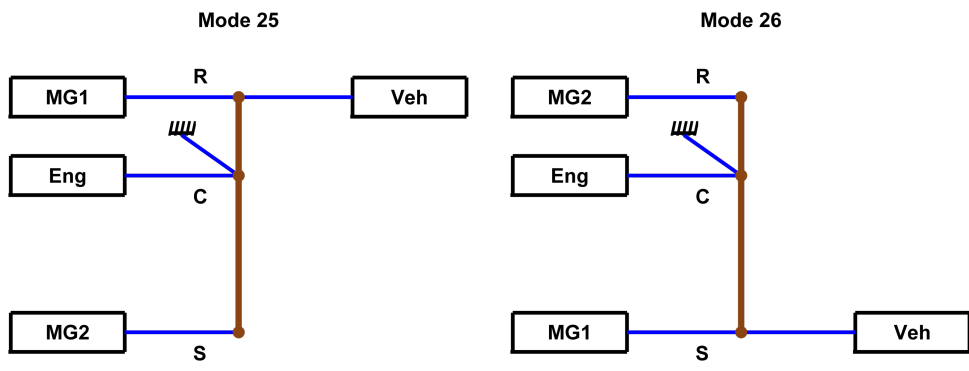 Mode 25
Mode 26
R
MG1
Veh
Eng
C
MG2
S
R
MG2
Eng
C
MG1
Veh
S